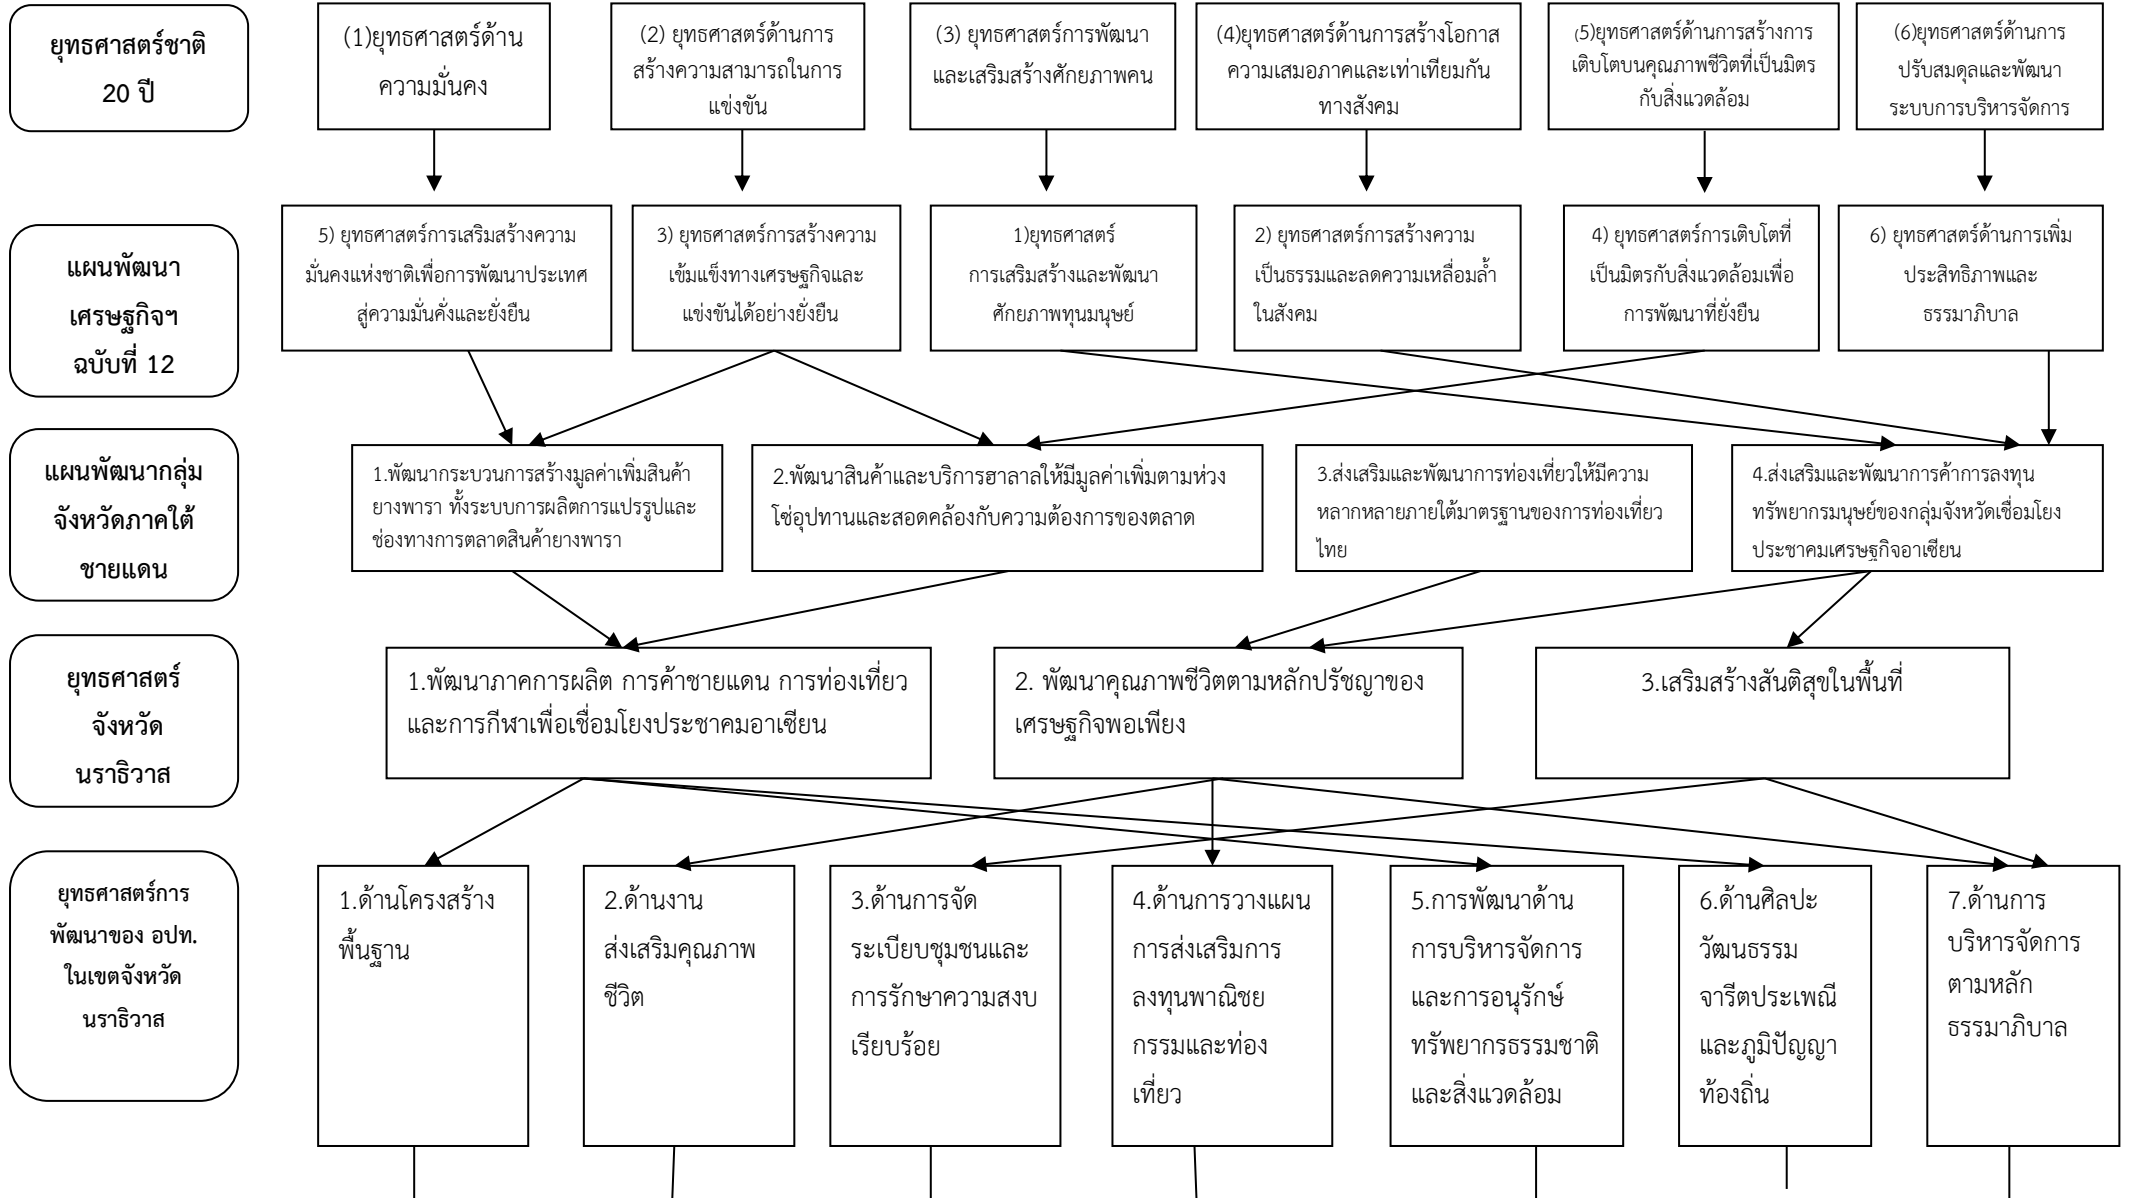 ยุทธศาสตร์ชาติ
20 ปี
(1)ยุทธศาสตร์ด้าน
ความมั่นคง
(2) ยุทธศาสตร์ด้านการ
สร้างความสามารถในการ
แข่งขัน
(3) ยุทธศาสตร์การพัฒนา
และเสริมสร้างศักยภาพคน
(4)ยุทธศาสตร์ด้านการสร้างโอกาส
ความเสมอภาคและเท่าเทียมกัน
ทางสังคม
(5)ยุทธศาสตร์ด้านการสร้างการ
เติบโตบนคุณภาพชีวิตที่เป็นมิตร
กับสิ่งแวดล้อม
(6)ยุทธศาสตร์ด้านการ
ปรับสมดุลและพัฒนา
ระบบการบริหารจัดการ
แผนพัฒนา
เศรษฐกิจฯ
ฉบับที่ 12
5) ยุทธศาสตร์การเสริมสร้างความ
มั่นคงแห่งชาติเพื่อการพัฒนาประเทศ
สู่ความมั่นคั่งและยั่งยืน
3) ยุทธศาสตร์การสร้างความ
เข้มแข็งทางเศรษฐกิจและ
แข่งขันได้อย่างยั่งยืน
1)ยุทธศาสตร์
การเสริมสร้างและพัฒนา
ศักยภาพทุนมนุษย์
2) ยุทธศาสตร์การสร้างความ
เป็นธรรมและลดความเหลื่อมล้ำ
ในสังคม
4) ยุทธศาสตร์การเติบโตที่
เป็นมิตรกับสิ่งแวดล้อมเพื่อ
การพัฒนาที่ยั่งยืน
6) ยุทธศาสตร์ด้านการเพิ่ม
ประสิทธิภาพและ
ธรรมาภิบาล
แผนพัฒนากลุ่ม
จังหวัดภาคใต้
ชายแดน
1.พัฒนากระบวนการสร้างมูลค่าเพิ่มสินค้า
ยางพารา ทั้งระบบการผลิตการแปรรูปและ
ช่องทางการตลาดสินค้ายางพารา
2.พัฒนาสินค้าและบริการฮาลาลให้มีมูลค่าเพิ่มตามห่วง
โซ่อุปทานและสอดคล้องกับความต้องการของตลาด
3.ส่งเสริมและพัฒนาการท่องเที่ยวให้มีความ
หลากหลายภายใต้มาตรฐานของการท่องเที่ยว
ไทย
4.ส่งเสริมและพัฒนาการค้าการลงทุน
ทรัพยากรมนุษย์ของกลุ่มจังหวัดเชื่อมโยง
ประชาคมเศรษฐกิจอาเซียน
ยุทธศาสตร์
จังหวัด
นราธิวาส
1.พัฒนาภาคการผลิต การค้าชายแดน การท่องเที่ยว
และการกีฬาเพื่อเชื่อมโยงประชาคมอาเซียน
2. พัฒนาคุณภาพชีวิตตามหลักปรัชญาของ
เศรษฐกิจพอเพียง
3.เสริมสร้างสันติสุขในพื้นที่
ยุทธศาสตร์การ
พัฒนาของ อปท.
ในเขตจังหวัด
นราธิวาส
1.ด้านโครงสร้าง
พื้นฐาน
2.ด้านงาน
ส่งเสริมคุณภาพ
ชีวิต
3.ด้านการจัด
ระเบียบชุมชนและ
การรักษาความสงบ
เรียบร้อย
4.ด้านการวางแผน
การส่งเสริมการ
ลงทุนพาณิชย
กรรมและท่อง
เที่ยว
5.การพัฒนาด้าน
การบริหารจัดการ
และการอนุรักษ์
ทรัพยากรธรรมชาติ
และสิ่งแวดล้อม
6.ด้านศิลปะ
วัฒนธรรม
จารีตประเพณี
และภูมิปัญญา
ท้องถิ่น
7.ด้านการ
บริหารจัดการ
ตามหลัก
ธรรมาภิบาล